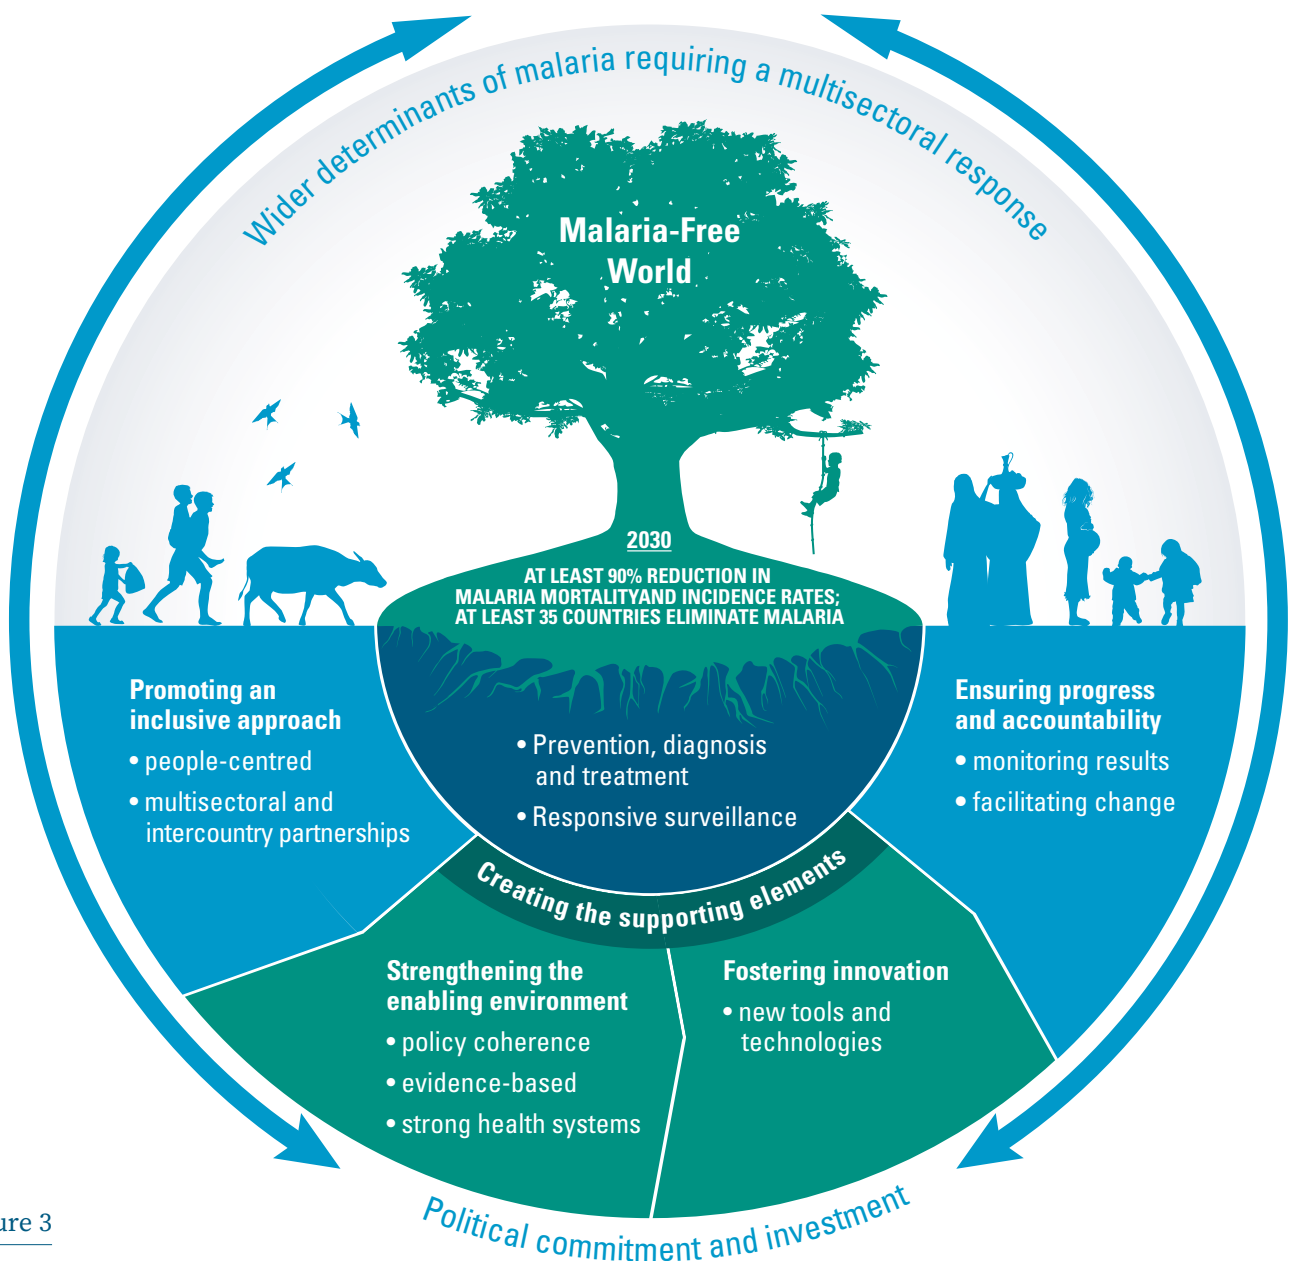 Wider determinants of malaria requiring a multisectoral response
Malaria-Free
World
2030
AT LEAST 90% REDUCTION IN
MALARIA MORTALITYAND INCIDENCE RATES;
AT LEAST 35 COUNTRIES ELIMINATE MALARIA
Promoting an
inclusive approach
• people-centred
• multisectoral and
intercountry partnerships
• Prevention, diagnosis
and treatment
• Responsive surveillance
Ensuring progress
and accountability
• monitoring results
• facilitating change
Creating the supporting elements
Strengthening the
enabling environment
• policy coherence
• evidence-based
• strong health systems
Fostering innovation
• new tools and
technologies
Political commitment and investment
ure 3